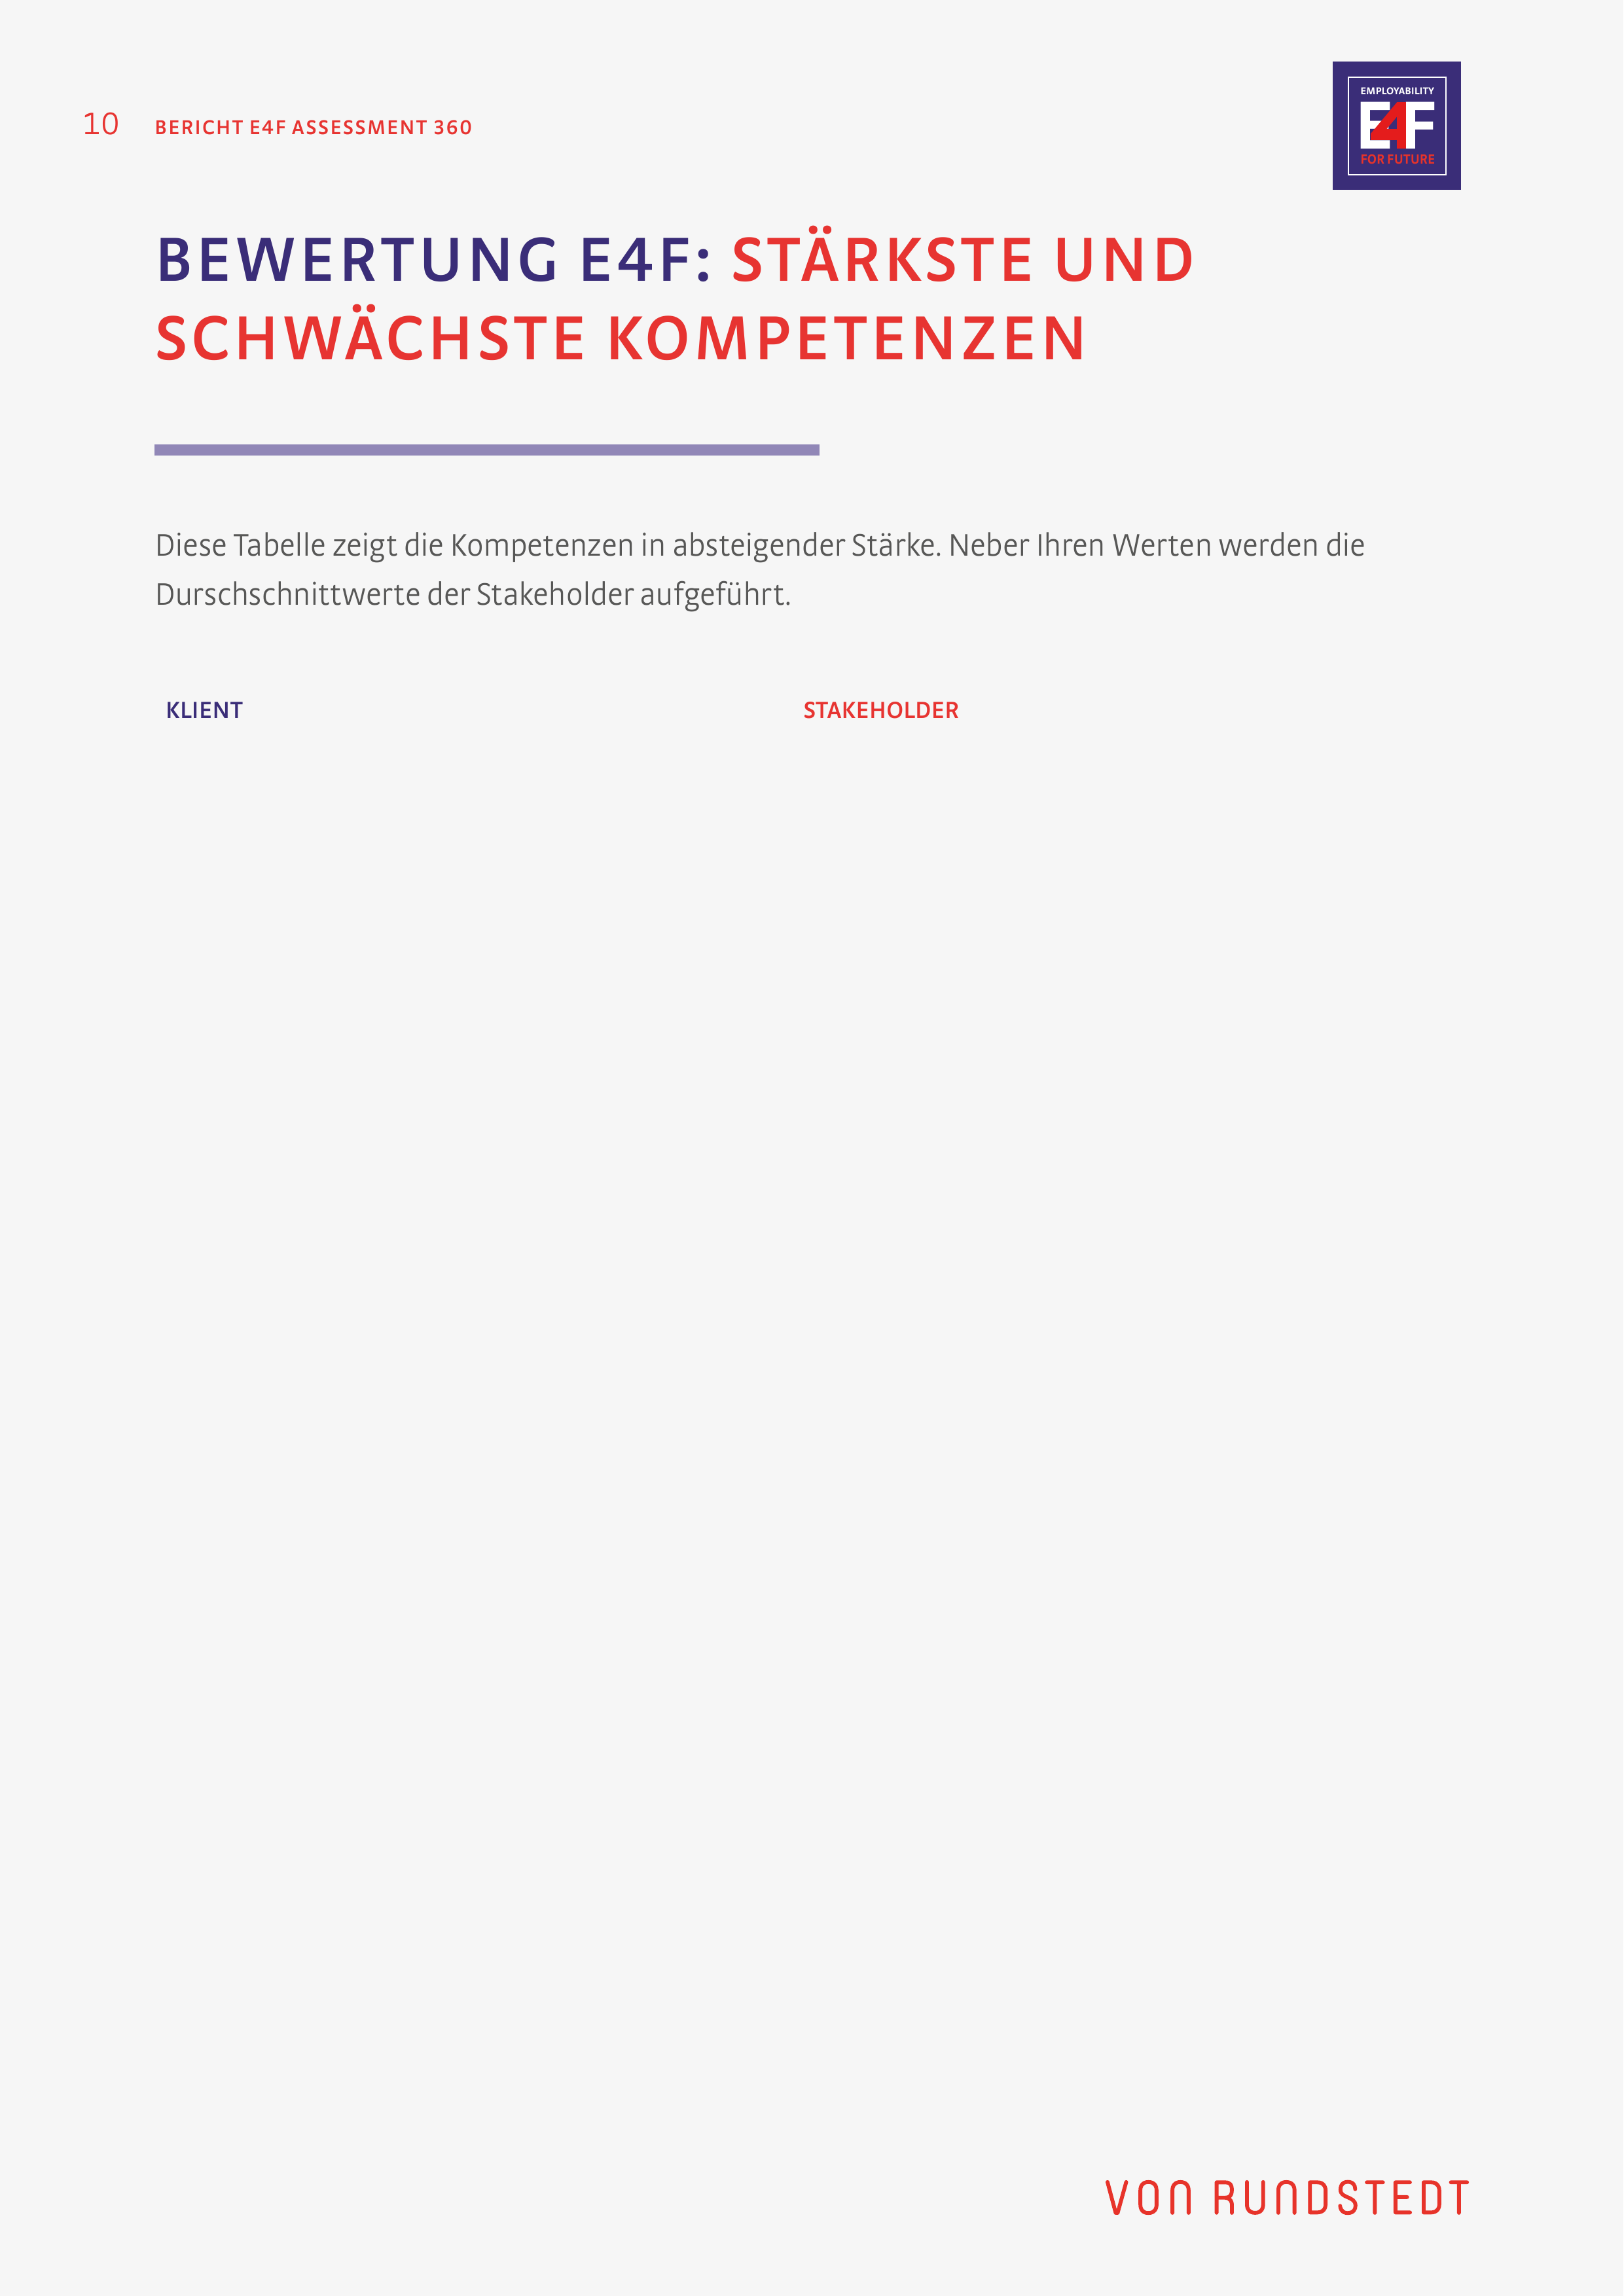 10 BERICHT E4F ASSESSMENT 360
EMPLOYABILITY
E4F
FOR FUTURE
BEWERTUNG E4F: STÄRKSTE UND
SCHWÄCHSTE KOMPETENZEN
Diese Tabelle zeigt die Kompetenzen in absteigender Stärke. Neber Ihren Werten werden die
Durschschnittwerte der Stakeholder aufgeführt.
KLIENT STAKEHOLDER
VON RUNDSTEDT